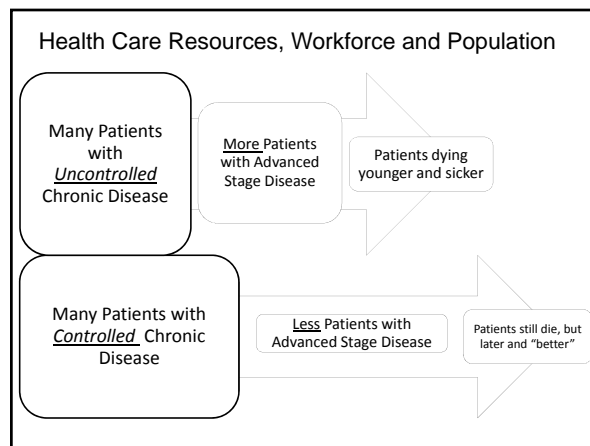 Health Care Resources, Workforce and Population
Many Patients
with
Uncontrolled
Chronic Disease
More Patients
with Advanced
Stage Disease
Patients dying
younger and sicker
Many Patients with
Controlled Chronic
Disease
Less Patients with
Advanced Stage Disease
Patients still die, but
later and “better”